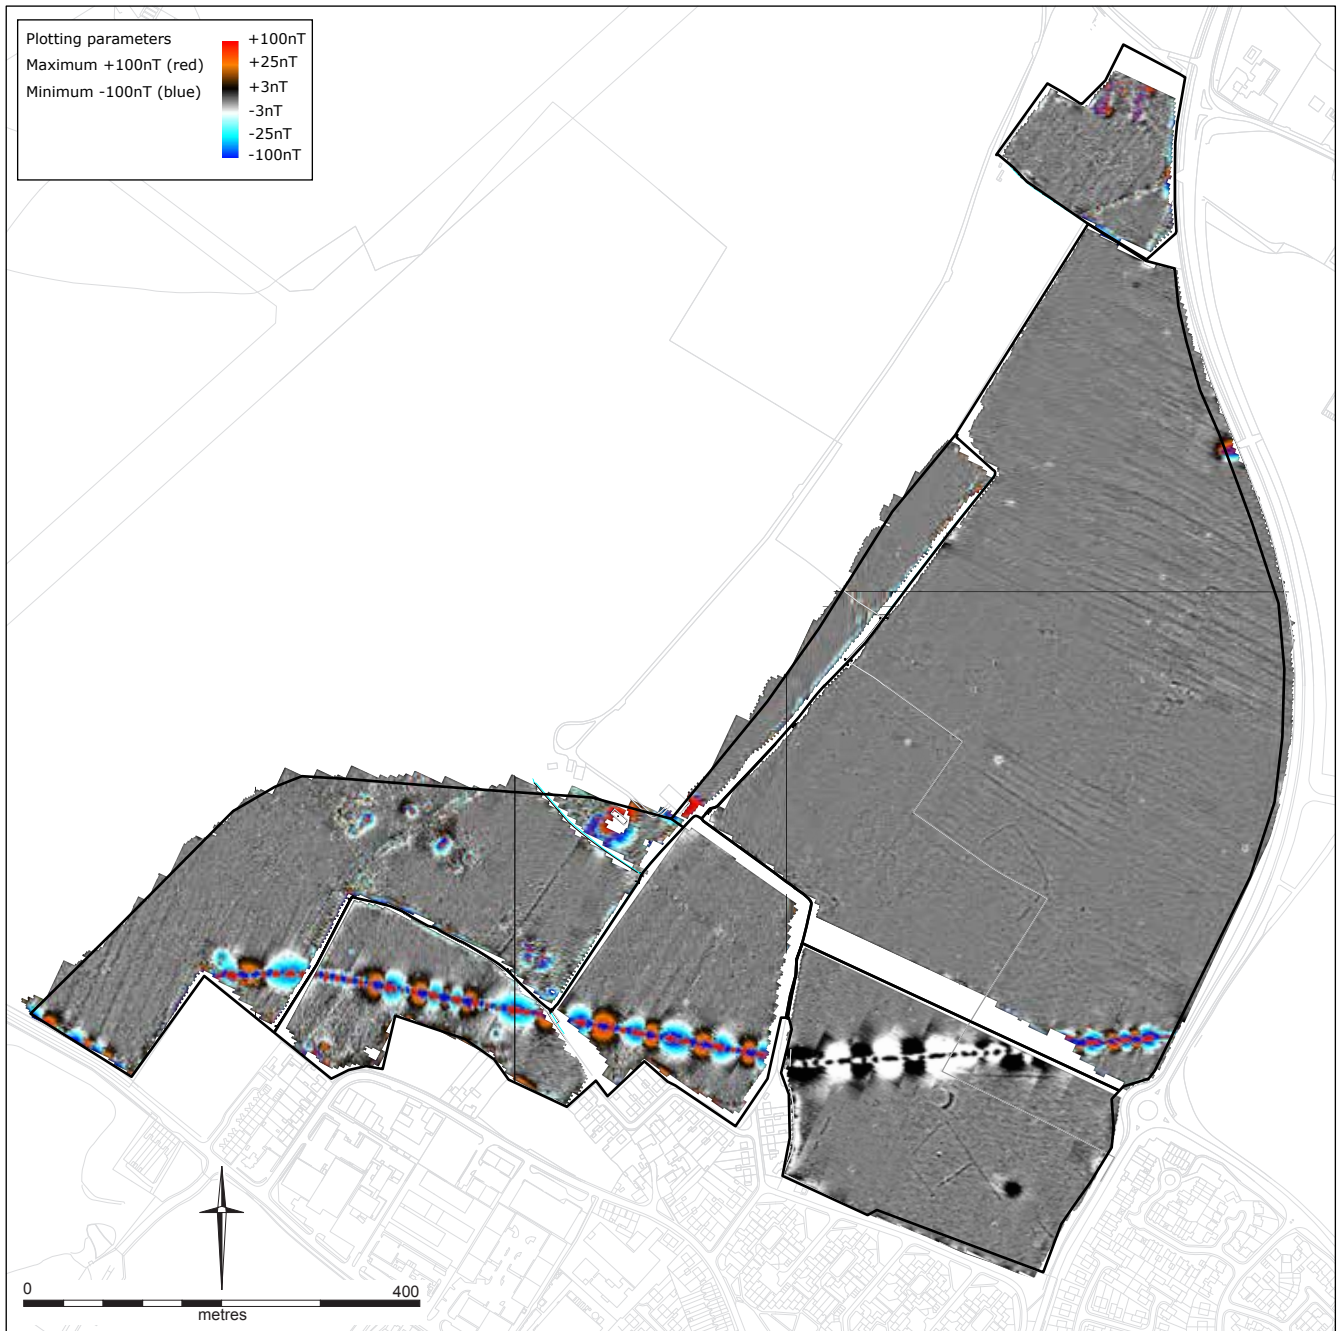 Plotting parameters
Maximum +100nT (red)
Minimum -100nT (blue)
+100nT
+25nT
+3nT
-3nT
-25nT
-100nT
0
400
metres